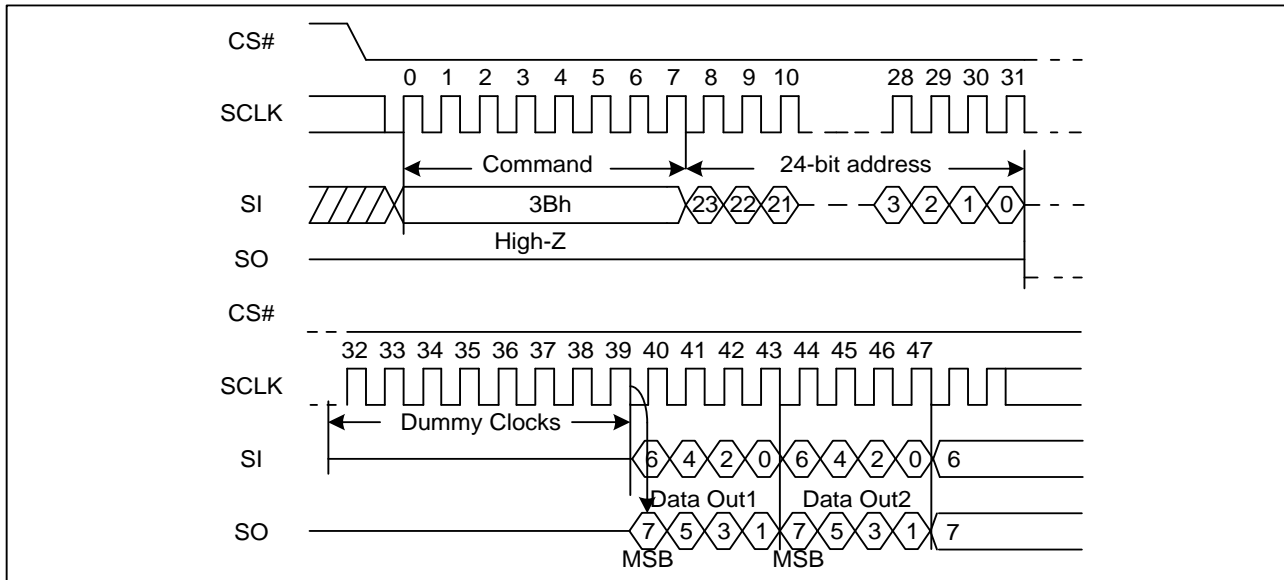 CS#
0 1 2 3 4 5 6 7 8 9 10 28 29 30 31
SCLK
Command 24-bit address
SI 3Bh 23 22 21 3 2 1 0
High-Z
SO
CS#
32 33 34 35 36 37 38 39 40 41 42 43 44 45 46 47
SCLK
Dummy Clocks
SI 6 4 2 0 6 4 2 0 6
Data Out1 Data Out2
SO 7 5 3 1 7 5 3 1 7
MSB MSB